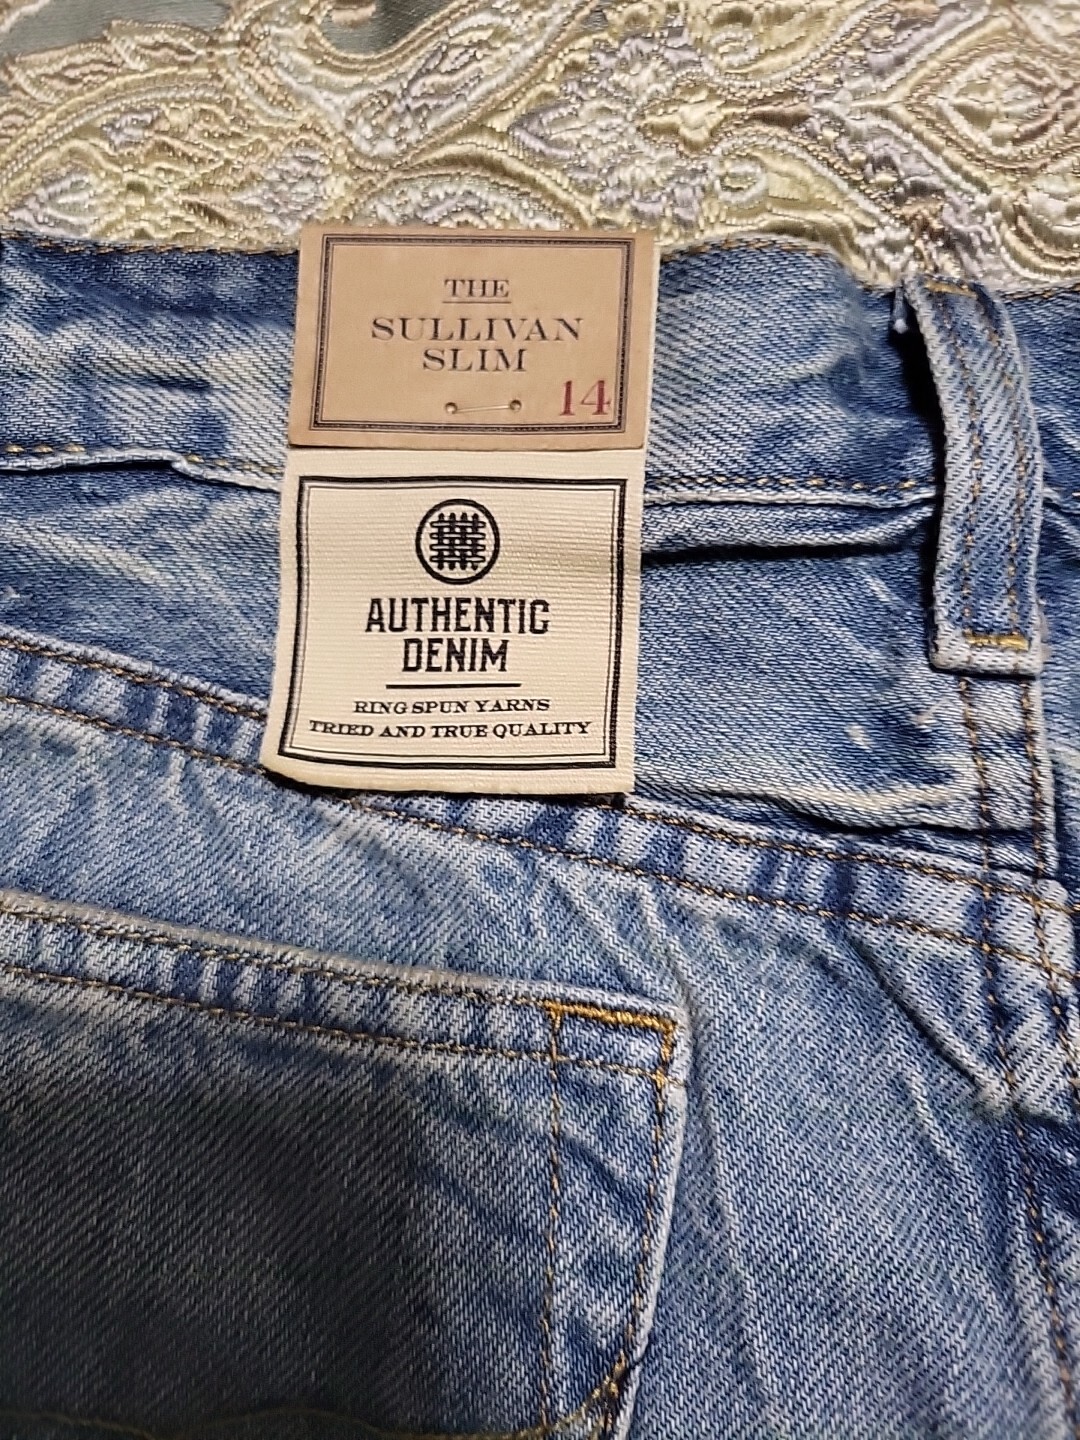 THE
SULLIVAN
SLIM
14
AUTHENTIC
DENIM
RING SPUN YARNS
TRIED AND TRUE QUALITY